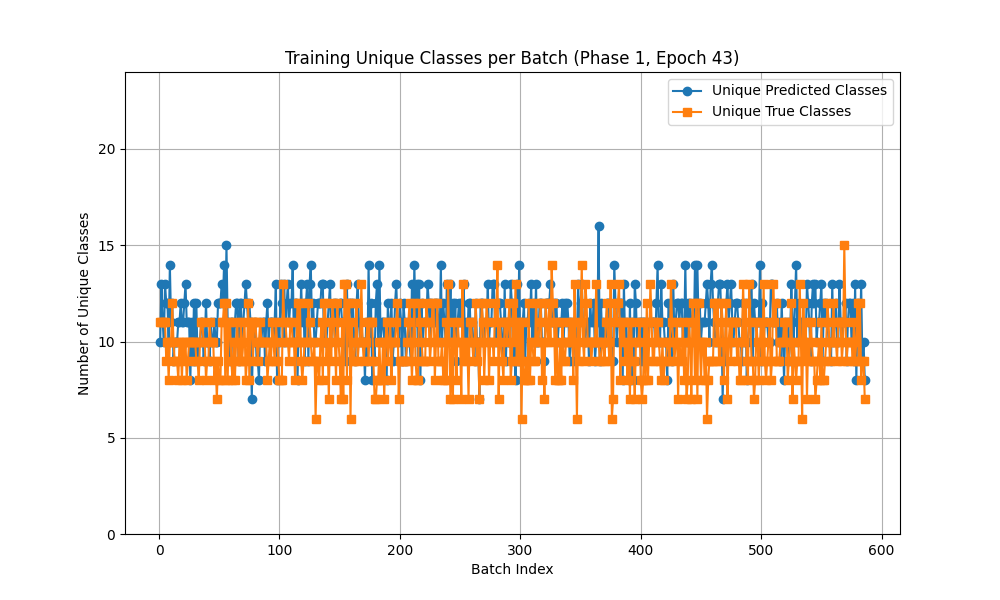 Training Unique Classes per Batch (Phase 1, Epoch 43)
Unique Predicted Classes
Unique True Classes
Number of Unique Classes
20
15
10
5
0
0 100 200 300 400 500 600
Batch Index